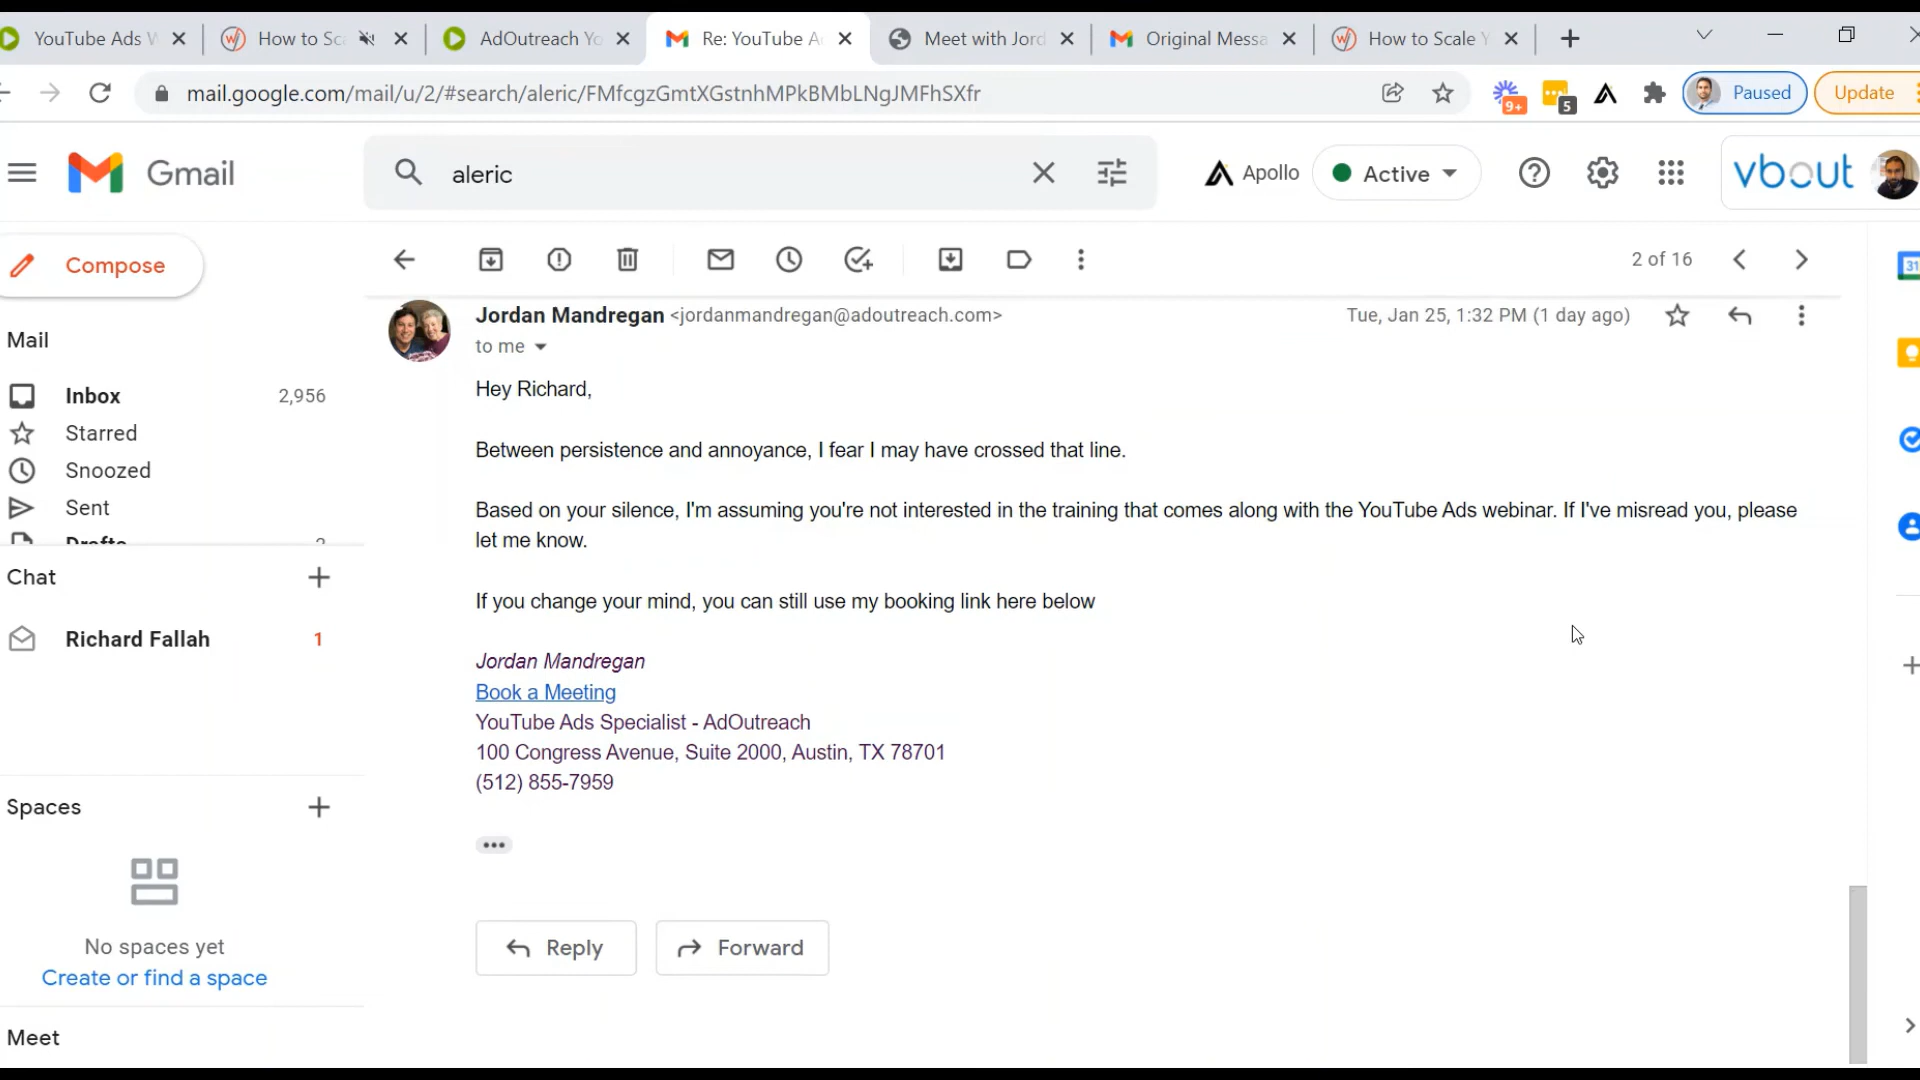 YouTube Ads W
How to Sca
AdOutreach Yo
Re: YouTube A
Meet with Jord
Original Messa
How to Scale Y
mail.google.com/mail/u/2/#search/aleric/FMfcgzGmtXGstnhMPkBMbLNgJMFhSXfr
9+
5
Paused
Update
Gmail
aleric
Apollo
Active
vbout
Compose
2 of 16
31
Jordan Mandregan <jordanmandregan@adoutreach.com>
Tue, Jan 25, 1:32 PM (1 day ago)
to me
Mail
Inbox 2,956
Starred
Snoozed
Sent
Drafts
Chat
Richard Fallah 1
Spaces
No spaces yet
Create or find a space
Meet
Hey Richard,
Between persistence and annoyance, I fear I may have crossed that line.
Based on your silence, I'm assuming you're not interested in the training that comes along with the YouTube Ads webinar. If I've misread you, please
let me know.
If you change your mind, you can still use my booking link here below
Jordan Mandregan
Book a Meeting
YouTube Ads Specialist - AdOutreach
100 Congress Avenue, Suite 2000, Austin, TX 78701
(512) 855-7959
Reply
Forward